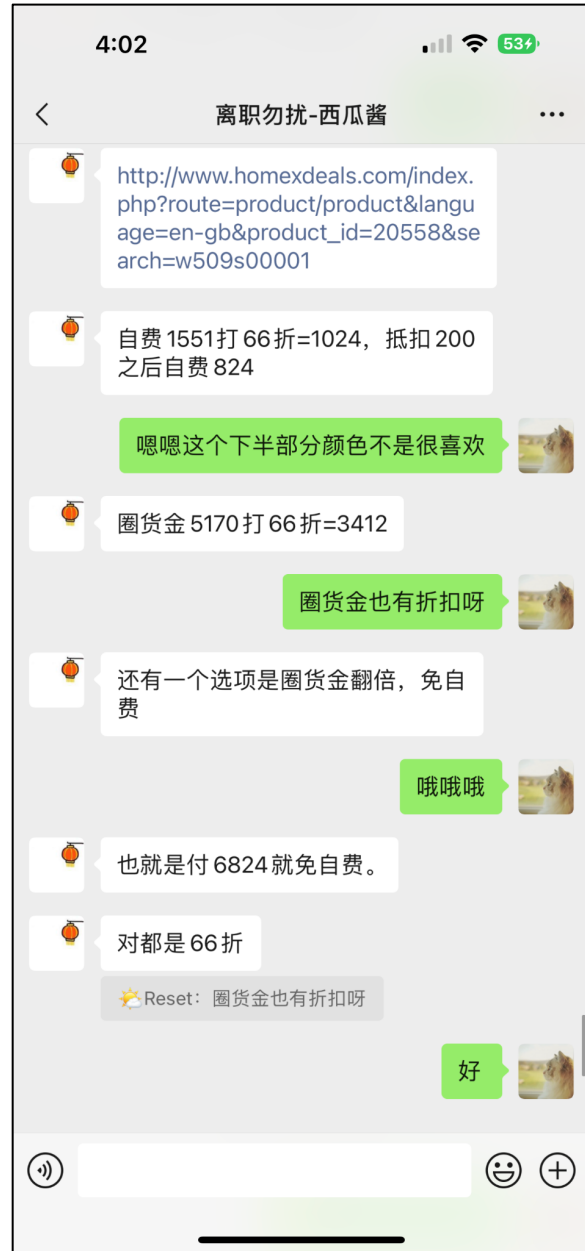 4:02
53
离职勿扰-西瓜酱
http://www.homexdeals.com/index.
php?route=product/product&langu
age=en-gb&product_id=20558&se
arch=w509s00001
自费1551打66折=1024，抵扣200
之后自费824
嗯嗯这个下半部分颜色不是很喜欢
圈货金5170打66折=3412
圈货金也有折扣呀
还有一个选项是圈货金翻倍，免自
费
哦哦哦
也就是付6824就免自费。
对都是66折
Reset：圈货金也有折扣呀
好